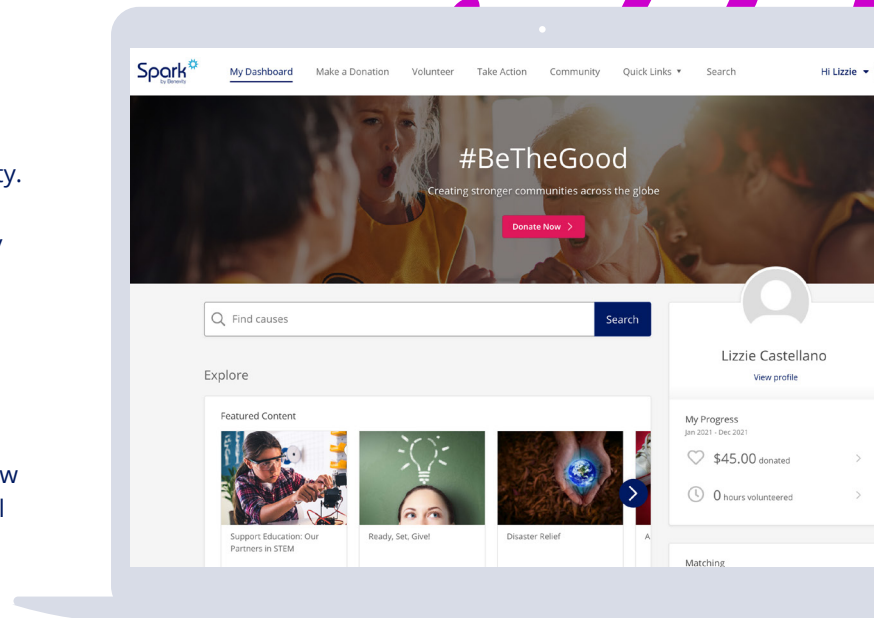 ty.
y
w
l
Spark
by Benevity
My Dashboard
Make a Donation
Volunteer
Take Action
Community
Quick Links
Search
Hi Lizzie
#BeTheGood
Creating stronger communities across the globe
Donate Now
Find causes
Search
Lizzie Castellano
View profile
Explore
Featured Content
My Progress
Jan 2021 - Dec 2021
$45.00 donated
0 hours volunteered
Support Education: Our
Partners in STEM
Ready, Set, Give!
Disaster Relief
A
Matching